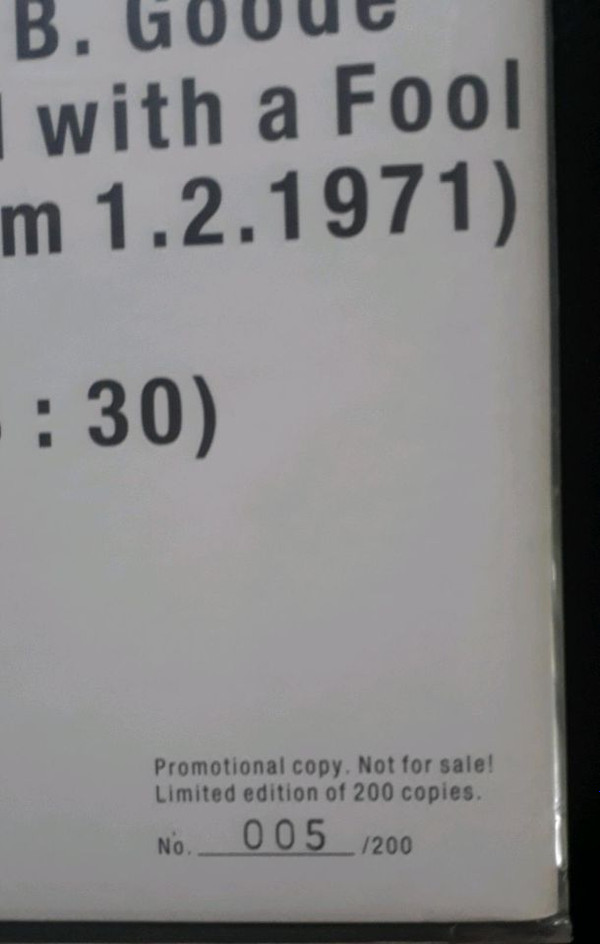 B. Goode
with a Fool
m 1.2.1971)
: 30)
Promotional copy. Not for sale!
Limited edition of 200 copies.
No. 005 /200